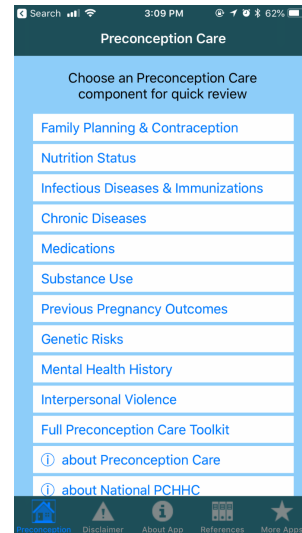 Search 3:09 PM 62%
Preconception Care
Choose an Preconception Care
component for quick review
Family Planning & Contraception
Nutrition Status
Infectious Diseases & Immunizations
Chronic Diseases
Medications
Substance Use
Previous Pregnancy Outcomes
Genetic Risks
Mental Health History
Interpersonal Violence
Full Preconception Care Toolkit
about Preconception Care
about National PCHHC
Preconception Disclaimer About App References More Apps